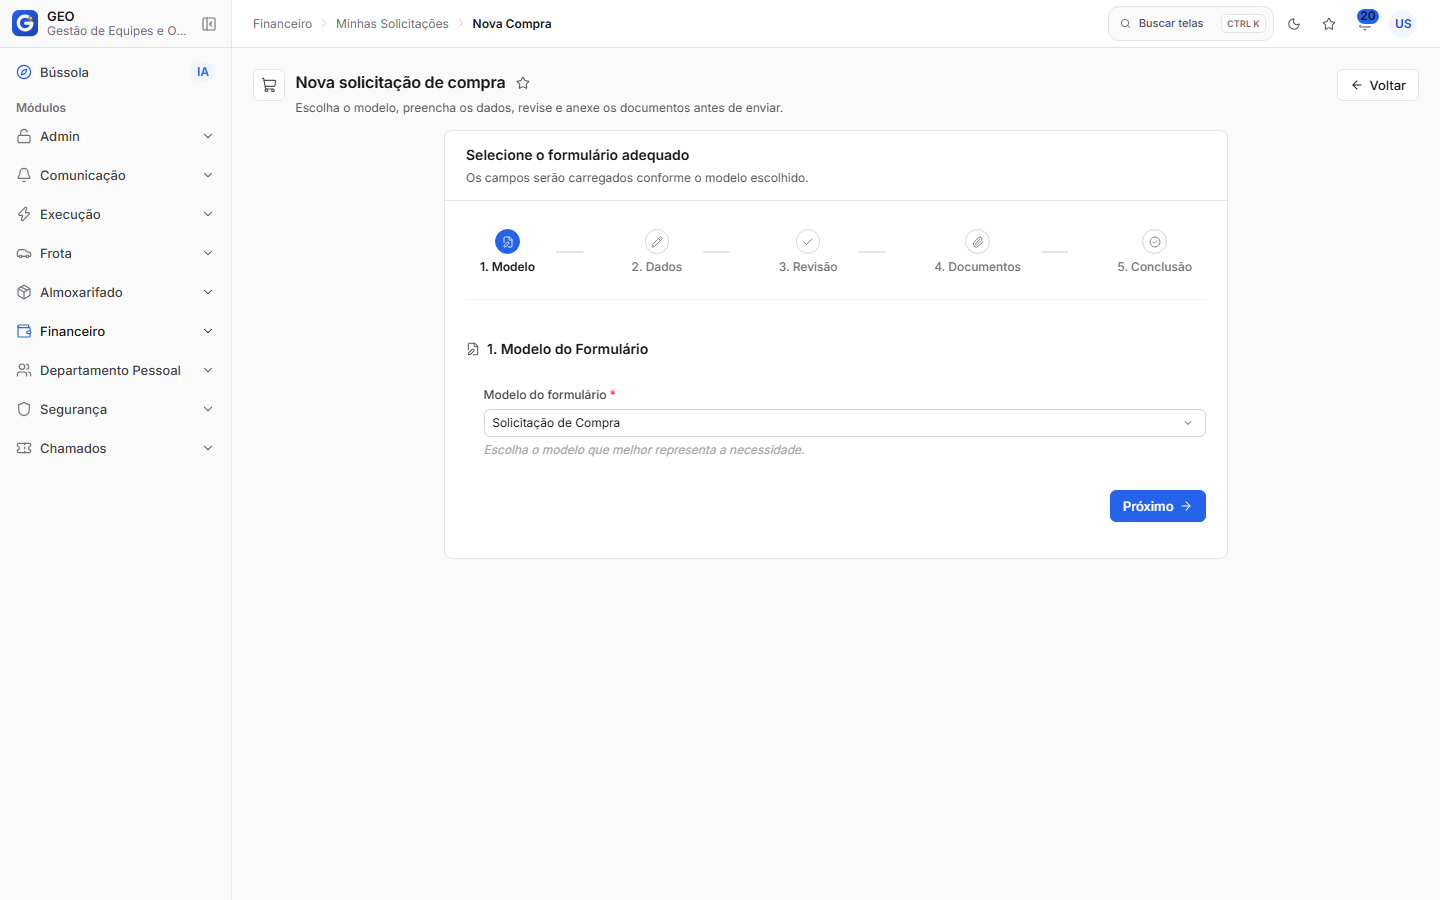 GEO
Gestão de Equipes e O...
Bússola IA
Módulos
Admin
Comunicação
Execução
Frota
Almoxarifado
Financeiro
Departamento Pessoal
Segurança
Chamados
Financeiro Minhas Solicitações Nova Compra
Buscar telas CTRL K
20
US
Nova solicitação de compra
Escolha o modelo, preencha os dados, revise e anexe os documentos antes de enviar.
Voltar
Selecione o formulário adequado
Os campos serão carregados conforme o modelo escolhido.
1. Modelo 2. Dados 3. Revisão 4. Documentos 5. Conclusão
1. Modelo do Formulário
Modelo do formulário *
Solicitação de Compra
Escolha o modelo que melhor representa a necessidade.
Próximo